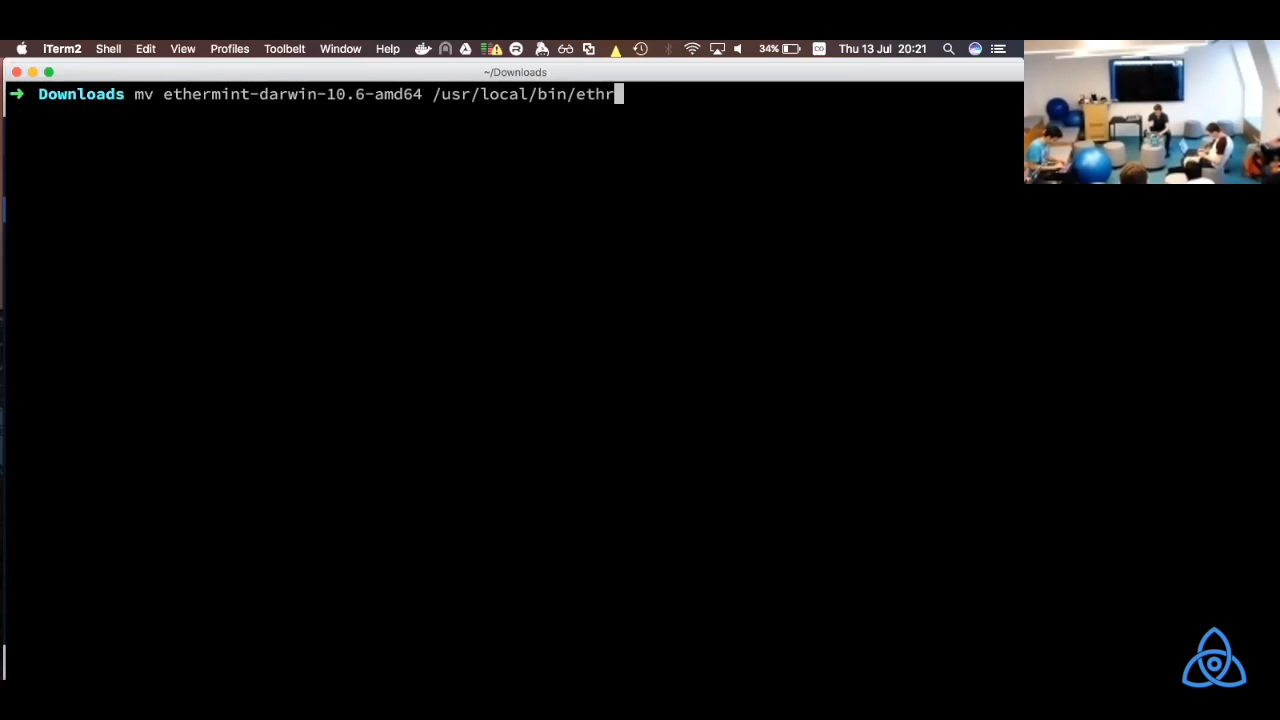 iTerm2 Shell Edit View Profiles Toolbelt Window Help 34% Thu 13 Jul 20:21
~/Downloads
➜ Downloads mv ethermint-darwin-10.6-amd64 /usr/local/bin/ethr